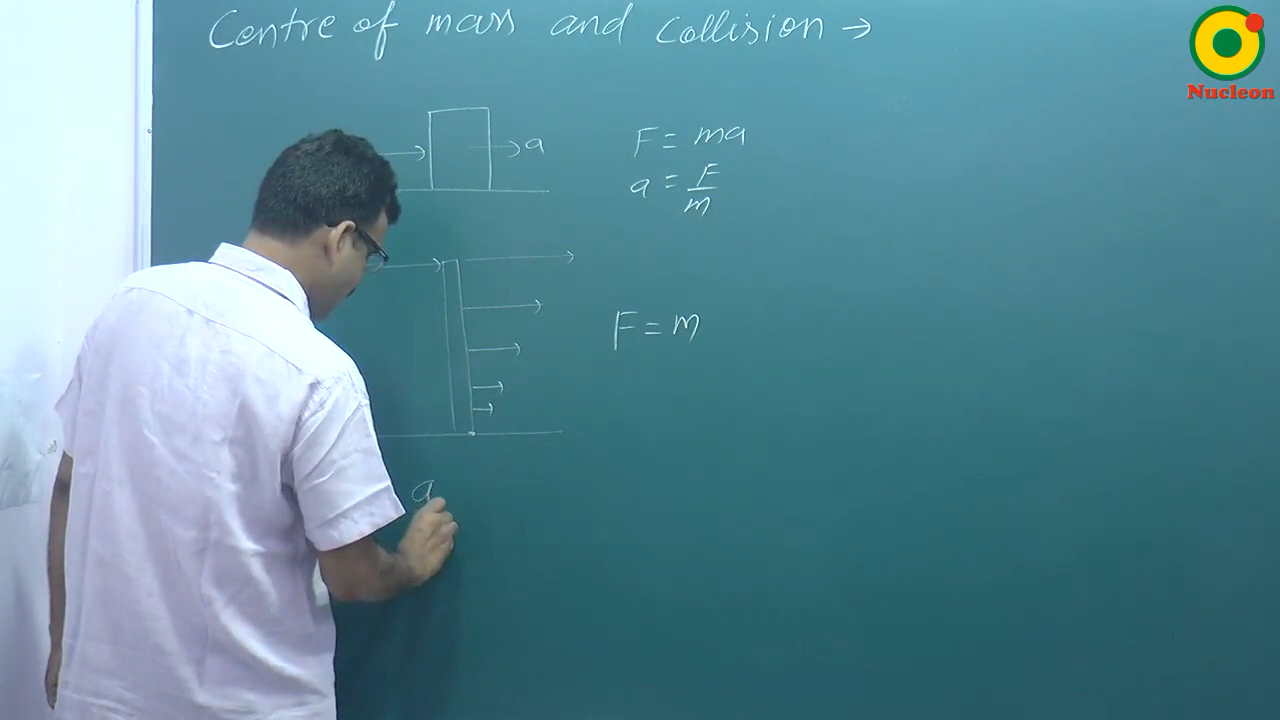 Centre of mass and collision →
Nucleon
a
F = ma
a = F/m
F = m
a